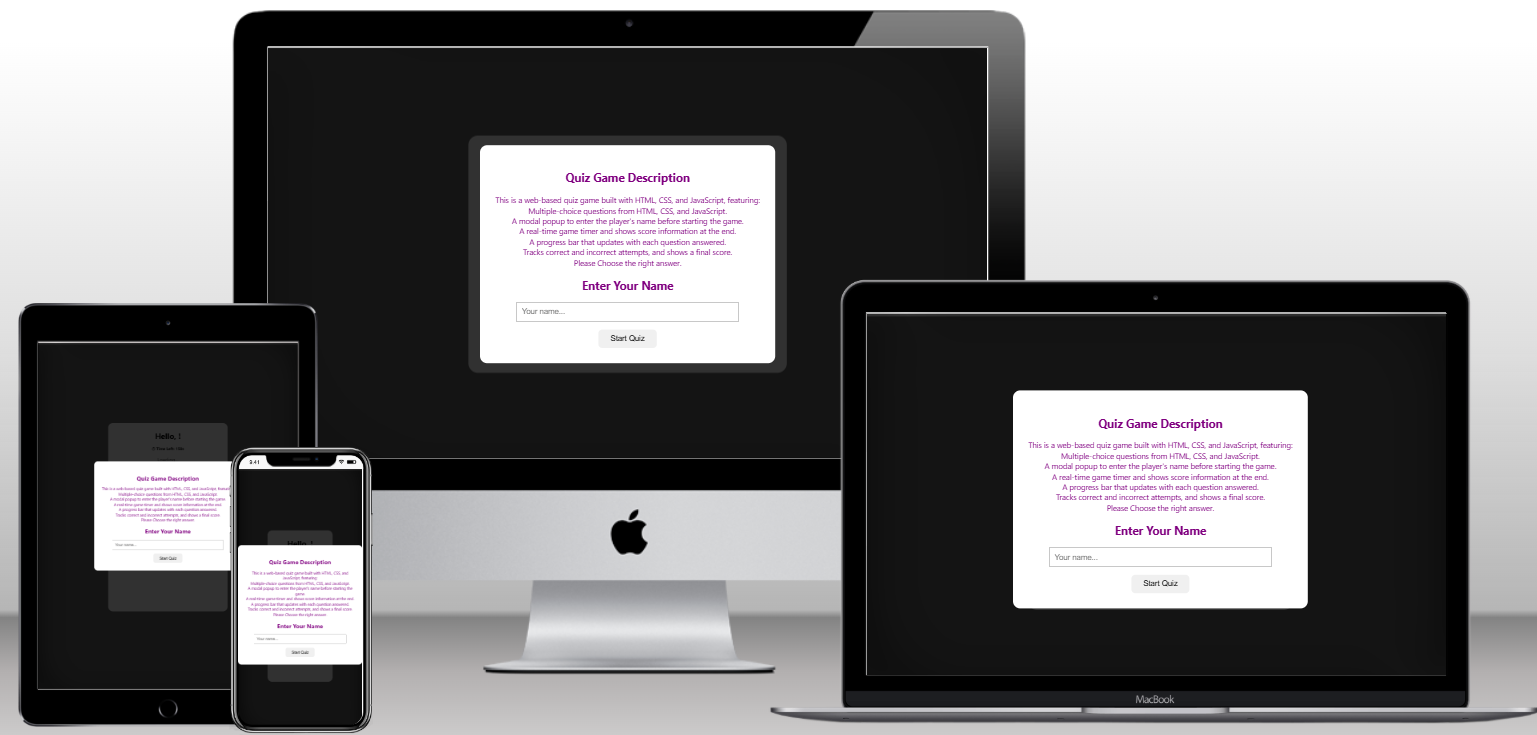 Quiz Game Description
This is a web-based quiz game built with HTML, CSS, and JavaScript, featuring:
Multiple-choice questions from HTML, CSS, and JavaScript.
A modal popup to enter the player's name before starting the game.
A real-time game timer and shows score information at the end.
A progress bar that updates with each question answered.
Tracks correct and incorrect attempts, and shows a final score.
Please Choose the right answer.
Enter Your Name
Your name...
Start Quiz
Hello, !
Quiz Game Description
This is a web-based quiz game built with HTML, CSS, and JavaScript, 
Multiple-choice questions from HTML, CSS, and JavaScript.
A modal popup to enter the player's name before starting the game.
A real-time game timer and shows score information at the end.
A progress bar that updates with each question answered.
Tracks correct and incorrect attempts, and shows a final score.
Please Choose the right answer.
Enter Your Name
Your name...
Start Quiz
9:41
Hello, !
Quiz Game Description
This is a web-based quiz game built with HTML, CSS, and
JavaScript, featuring:
Multiple-choice questions from HTML, CSS, and JavaScript.
A modal popup to enter the player's name before starting the
game.
A real-time game timer and shows score information at the end.
A progress bar that updates with each question answered.
Tracks correct and incorrect attempts, and shows a final score.
Please Choose the right answer.
Enter Your Name
Your name...
Start Quiz
Quiz Game Description
This is a web-based quiz game built with HTML, CSS, and JavaScript, featuring:
Multiple-choice questions from HTML, CSS, and JavaScript.
A modal popup to enter the player's name before starting the game.
A real-time game timer and shows score information at the end.
A progress bar that updates with each question answered.
Tracks correct and incorrect attempts, and shows a final score.
Please Choose the right answer.
Enter Your Name
Your name...
Start Quiz
MacBook